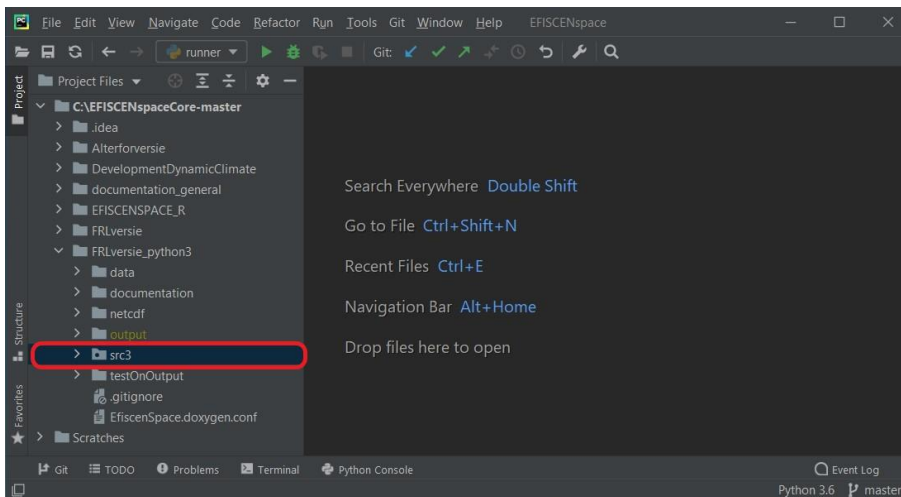 PC File Edit View Navigate Code Refactor Run Tools Git Window Help EFISCENspace
runner Git:
Project
Project Files
C:\EFISCENspaceCore-master
.idea
Alterforversie
DevelopmentDynamicClimate
documentation_general
EFISCENSPACE_R
FRLversie
FRLversie_python3
data
documentation
netcdf
output
src3
testOnOutput
.gitignore
EfiscenSpace.doxygen.conf
Scratches
Structure
Favorites
Search Everywhere Double Shift
Go to File Ctrl+Shift+N
Recent Files Ctrl+E
Navigation Bar Alt+Home
Drop files here to open
Git TODO Problems Terminal Python Console Event Log
Python 3.6 master